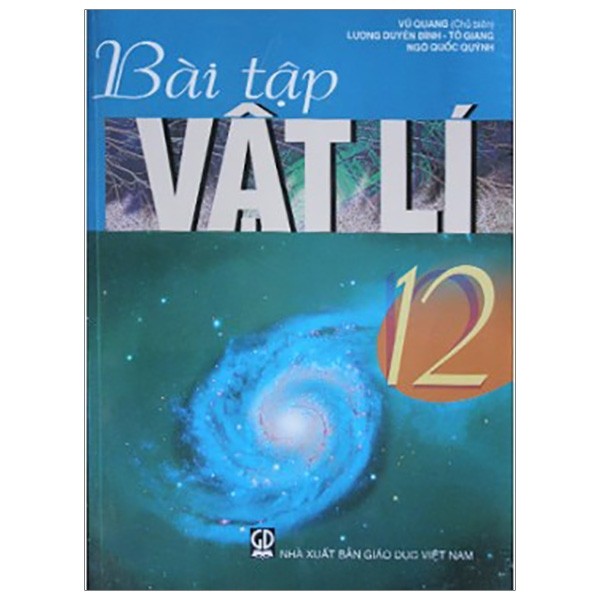 VŨ QUANG (Chủ biên)
LƯƠNG DUYÊN BÌNH - TÔ GIANG
NGÔ QUỐC QUÝNH
Bài tập
VẬT LÍ
12
GD
NHÀ XUẤT BẢN GIÁO DỤC VIỆT NAM